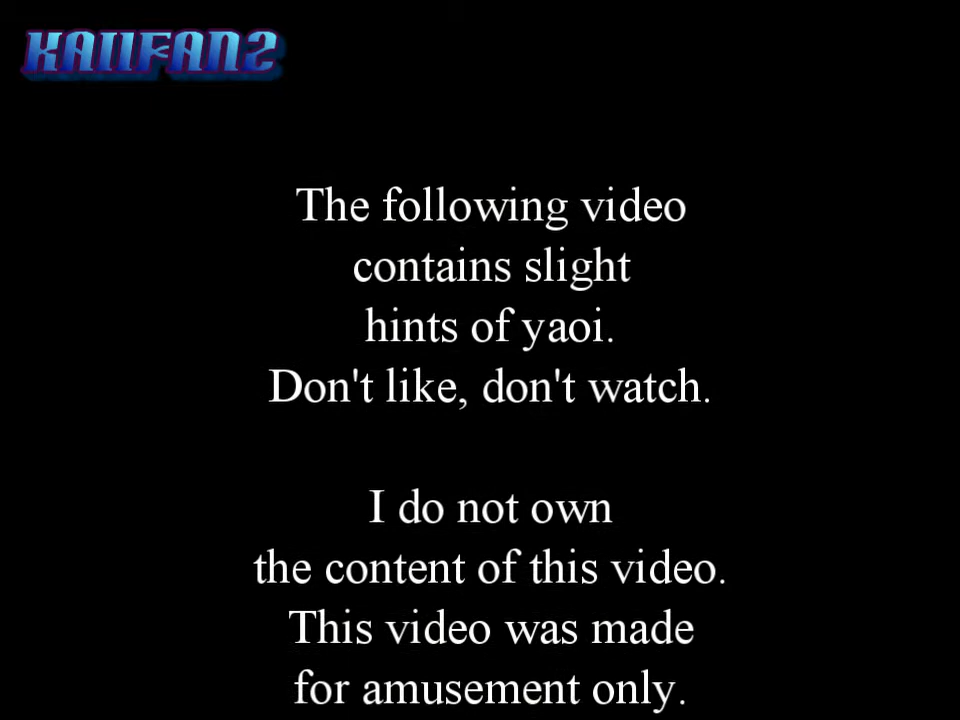 KAIIFAN2
The following video
contains slight
hints of yaoi.
Don't like, don't watch.
I do not own
the content of this video.
This video was made
for amusement only.